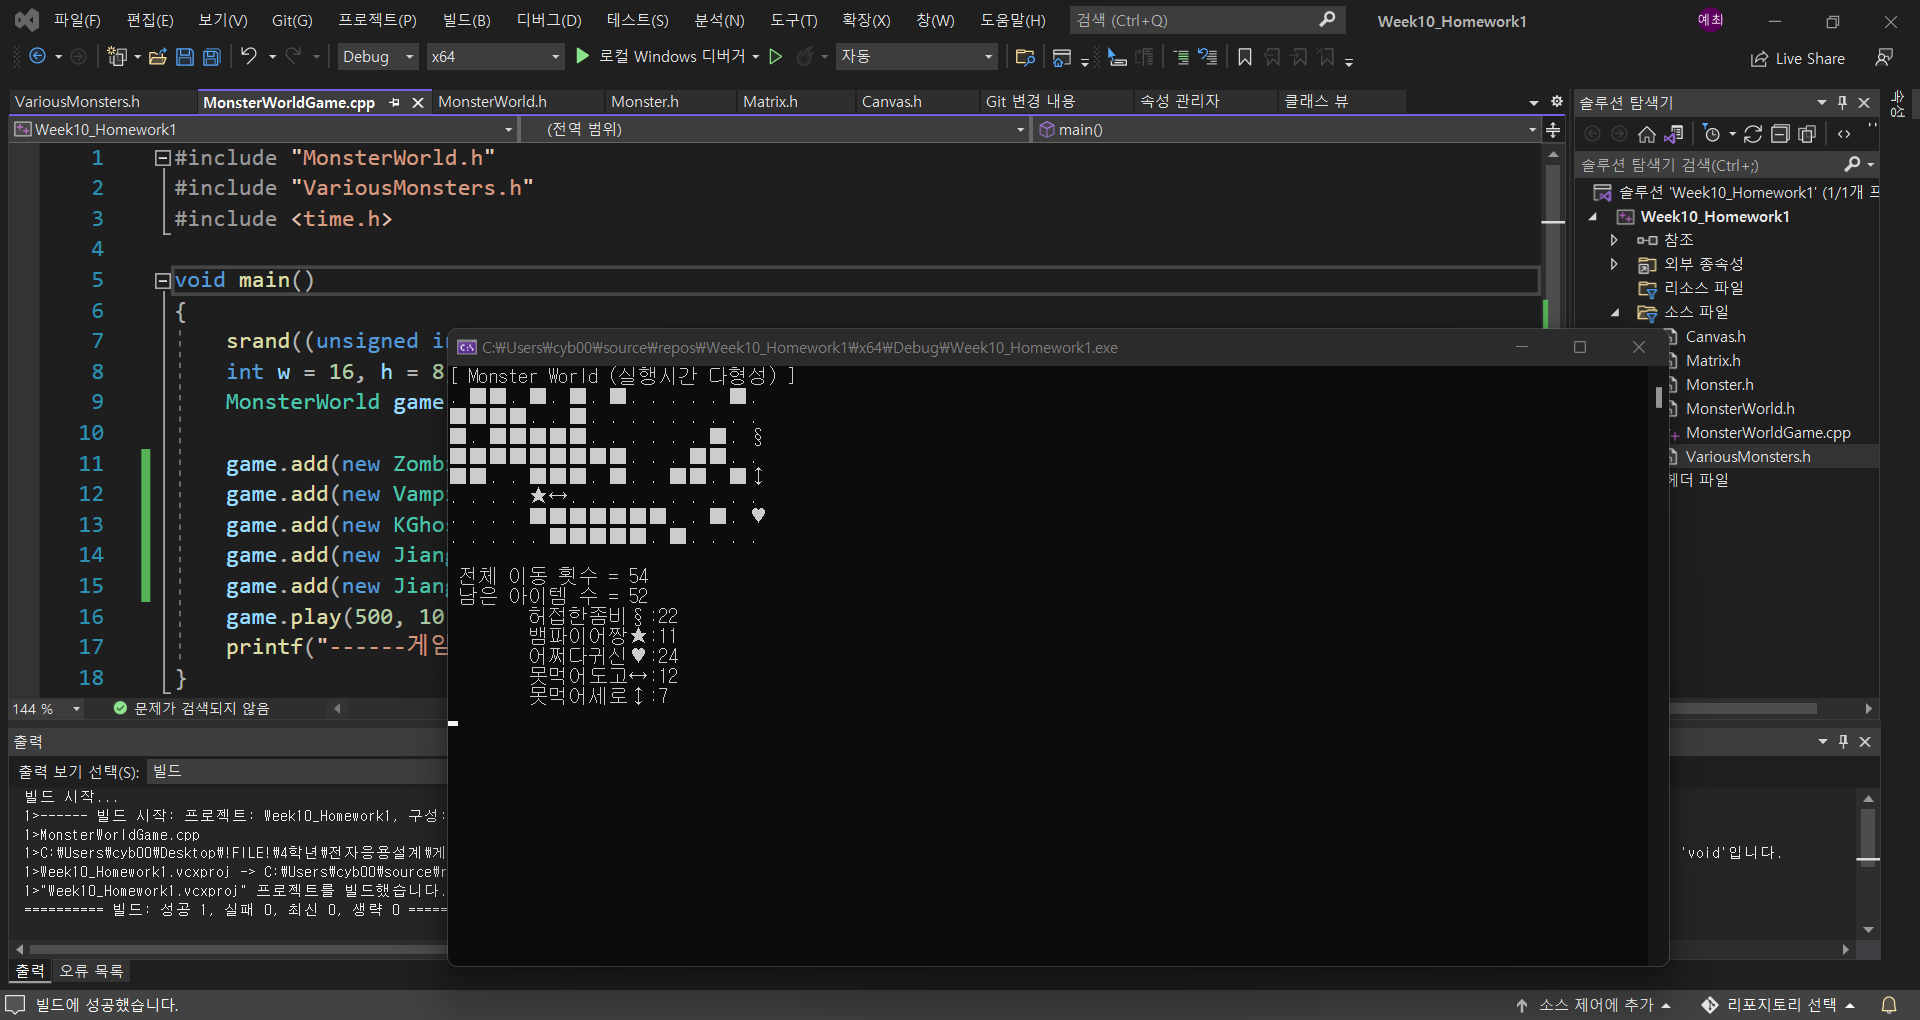 파일(F) 편집(E) 보기(V) Git(G) 프로젝트(P) 빌드(B) 디버그(D) 테스트(S) 분석(N) 도구(T) 확장(X) 창(W) 도움말(H) 검색 (Ctrl+Q) Week10_Homework1 예최
Debug x64 로컬 Windows 디버거 자동 Live Share
VariousMonsters.h MonsterWorldGame.cpp MonsterWorld.h Monster.h Matrix.h Canvas.h Git 변경 내용 속성 관리자 클래스 뷰
Week10_Homework1 (전역 범위) main()
1 #include "MonsterWorld.h"
2 #include "VariousMonsters.h"
3 #include <time.h>
4
5 void main()
6 {
7 srand((unsigned in
8 int w = 16, h = 8
9 MonsterWorld game
10
11 game.add(new Zomb
12 game.add(new Vamp
13 game.add(new KGho
14 game.add(new Jian
15 game.add(new Jian
16 game.play(500, 10
17 printf("------게임
18 }
144 % 문제가 검색되지 않음
솔루션 탐색기
속성
솔루션 탐색기 검색(Ctrl+;)
솔루션 'Week10_Homework1' (1/1개 프
Week10_Homework1
참조
외부 종속성
리소스 파일
소스 파일
Canvas.h
Matrix.h
Monster.h
MonsterWorld.h
MonsterWorldGame.cpp
VariousMonsters.h
헤더 파일
C:\Users\cyb00\source\repos\Week10_Homework1\x64\Debug\Week10_Homework1.exe
[ Monster World (실행시간 다형성) ]
. ■■. ■. ■. ■. . . . . ■.
■■■■. . ■. . . . . . . . .
■. ■■■■■. . . . . . ■. §
■■■■■■■■■. . . ■■. .
■■. . ■■■. ■. . ■■. ■↕
. . . . ★↔. . . . . . . . . .
. . . . ■■■■■■■. . ■. ♥
. . . . . ■■■■■. ■. . . .
전체 이동 횟수 = 54
남은 아이템 수 = 52
허접한좀비§:22
뱀파이어짱★:11
어쩌다귀신♥:24
못먹어도고↔:12
못먹어세로↕:7
출력
출력 보기 선택(S): 빌드
빌드 시작...
1>------ 빌드 시작: 프로젝트: Week10_Homework1, 구성:
1>MonsterWorldGame.cpp
1>C:\Users\cyb00\Desktop\!FILE!\4학년\전자응용설계\게 'void'입니다.
1>Week10_Homework1.vcxproj -> C:\Users\cyb00\source\r
1>"Week10_Homework1.vcxproj" 프로젝트를 빌드했습니다.
========== 빌드: 성공 1, 실패 0, 최신 0, 생략 0 =====
출력 오류 목록
빌드에 성공했습니다. 소스 제어에 추가 리포지토리 선택